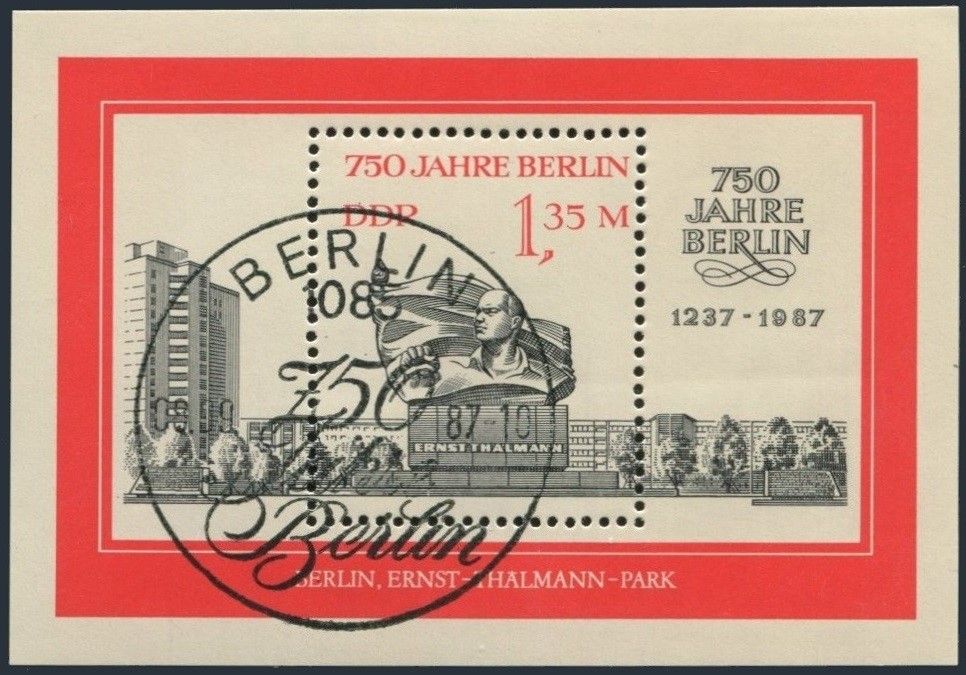 750 JAHRE BERLIN
DDR 1,35 M
750
JAHRE
BERLIN
1237 - 1987
BERLIN
1085
750
87-10
Berlin
ERNST THÄLMANN
BERLIN, ERNST-THÄLMANN-PARK